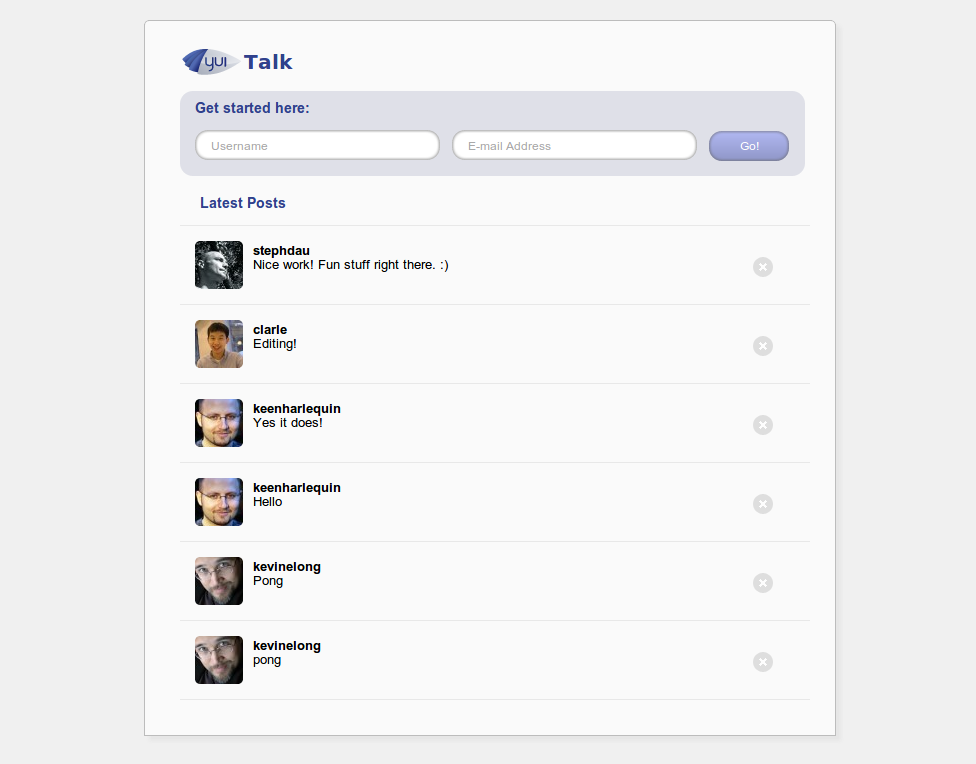 yui Talk
Get started here:
Username E-mail Address Go!
Latest Posts
stephdau
Nice work! Fun stuff right there. :)
clarle
Editing!
keenharlequin
Yes it does!
keenharlequin
Hello
kevinelong
Pong
kevinelong
pong